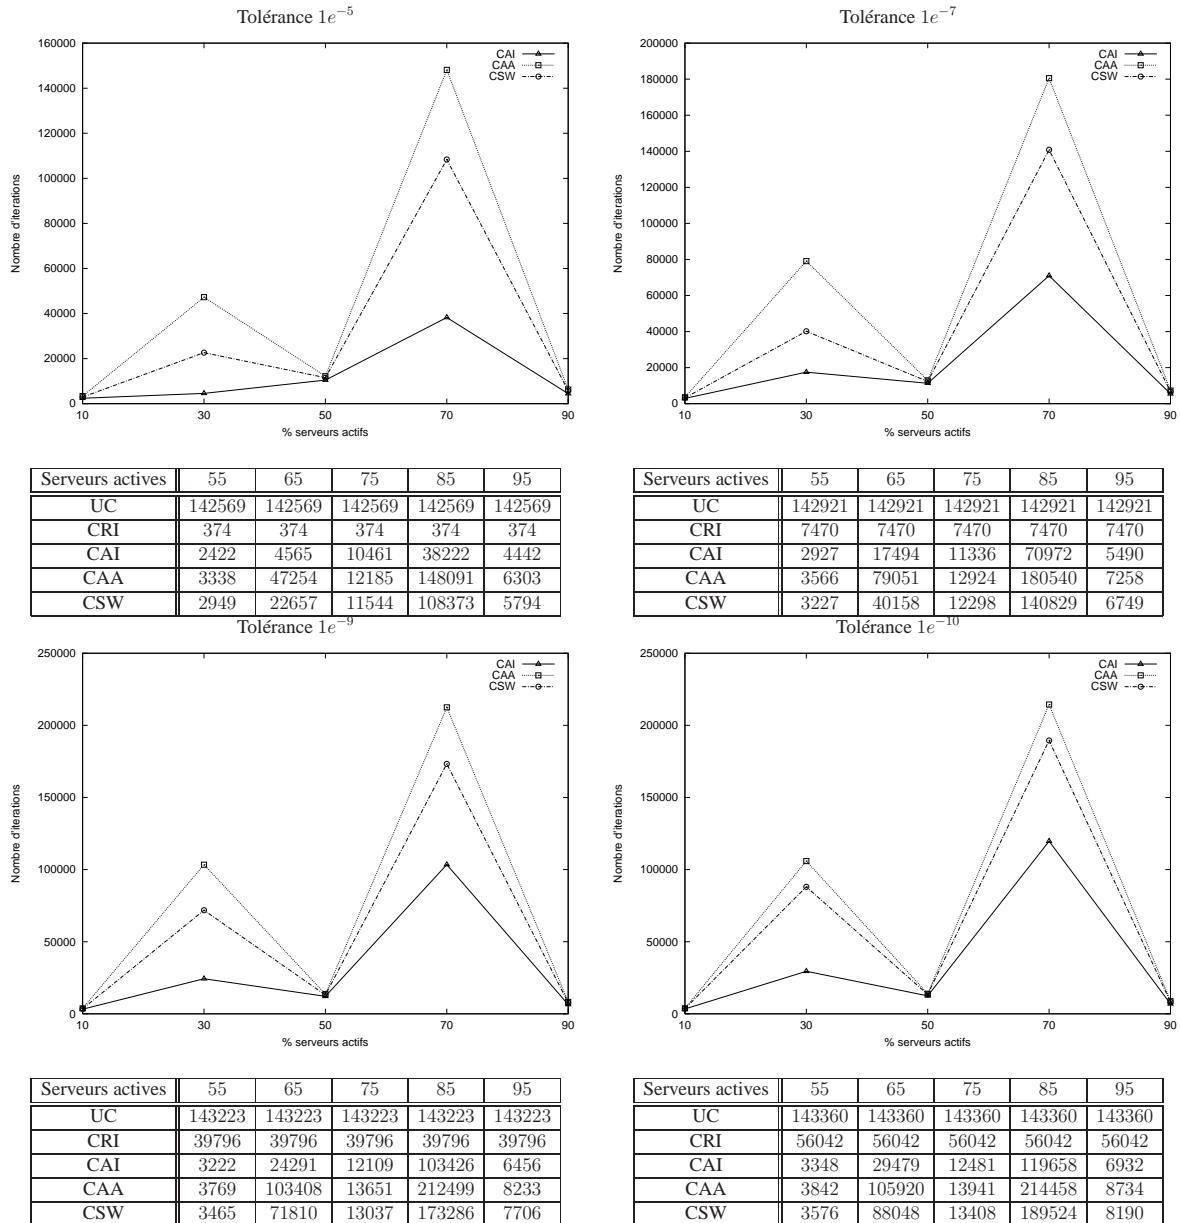 Tolérance 1e⁻⁵
160000
140000
120000
100000
80000
60000
40000
20000
0
Nombre d'iterations
CAI
CAA
CSW
10 30 50 70 90
% serveurs actifs
Serveurs actives 55 65 75 85 95
UC 142569 142569 142569 142569 142569
CRI 374 374 374 374 374
CAI 2422 4565 10461 38222 4442
CAA 3338 47254 12185 148091 6303
CSW 2949 22657 11544 108373 5794
Tolérance 1e⁻⁷
200000
180000
160000
140000
120000
100000
80000
60000
40000
20000
0
Nombre d'iterations
CAI
CAA
CSW
10 30 50 70 90
% serveurs actifs
Serveurs actives 55 65 75 85 95
UC 142921 142921 142921 142921 142921
CRI 7470 7470 7470 7470 7470
CAI 2927 17494 11336 70972 5490
CAA 3566 79051 12924 180540 7258
CSW 3227 40158 12298 140829 6749
Tolérance 1e⁻⁹
250000
200000
150000
100000
50000
0
Nombre d'iterations
CAI
CAA
CSW
10 30 50 70 90
% serveurs actifs
Serveurs actives 55 65 75 85 95
UC 143223 143223 143223 143223 143223
CRI 39796 39796 39796 39796 39796
CAI 3222 24291 12109 103426 6456
CAA 3769 103408 13651 212499 8233
CSW 3465 71810 13037 173286 7706
Tolérance 1e⁻¹⁰
250000
200000
150000
100000
50000
0
Nombre d'iterations
CAI
CAA
CSW
10 30 50 70 90
% serveurs actifs
Serveurs actives 55 65 75 85 95
UC 143360 143360 143360 143360 143360
CRI 56042 56042 56042 56042 56042
CAI 3348 29479 12481 119658 6932
CAA 3842 105920 13941 214458 8734
CSW 3576 88048 13408 189524 8190